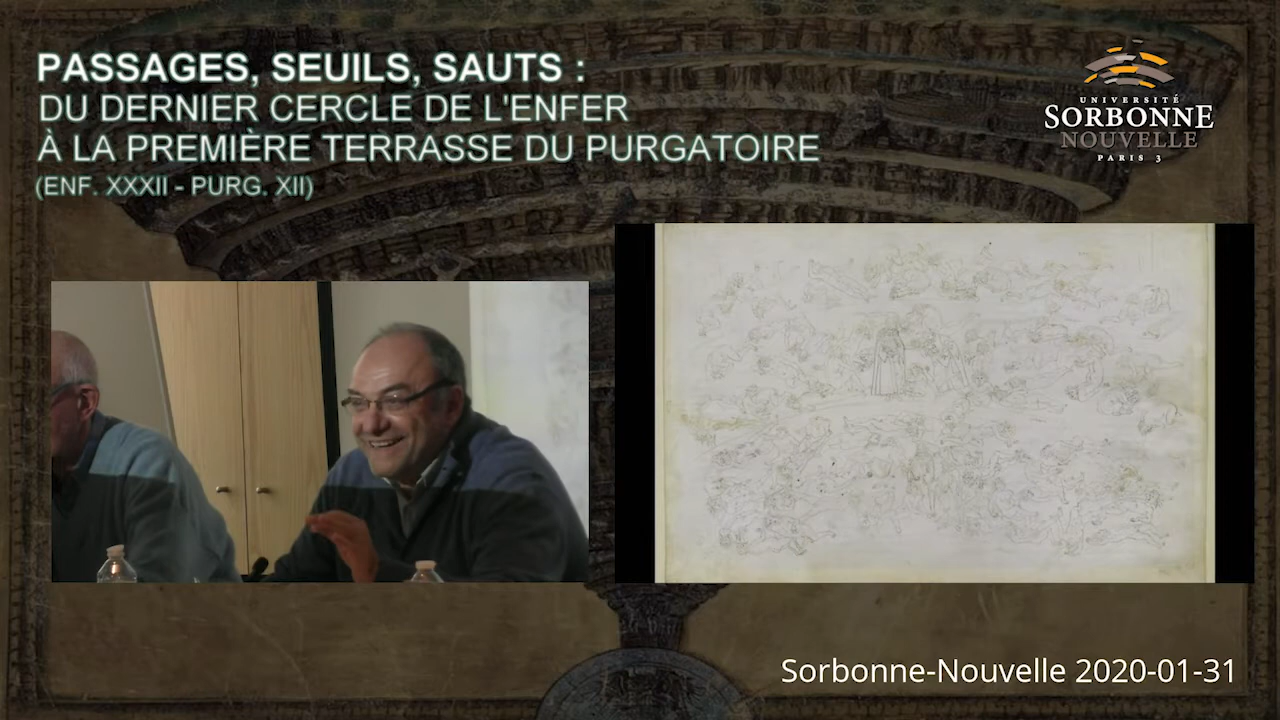 PASSAGES, SEUILS, SAUTS :
DU DERNIER CERCLE DE L'ENFER
À LA PREMIÈRE TERRASSE DU PURGATOIRE
(ENF. XXXII - PURG. XII)
UNIVERSITÉ
SORBONNE
NOUVELLE
PARIS 3
Sorbonne-Nouvelle 2020-01-31